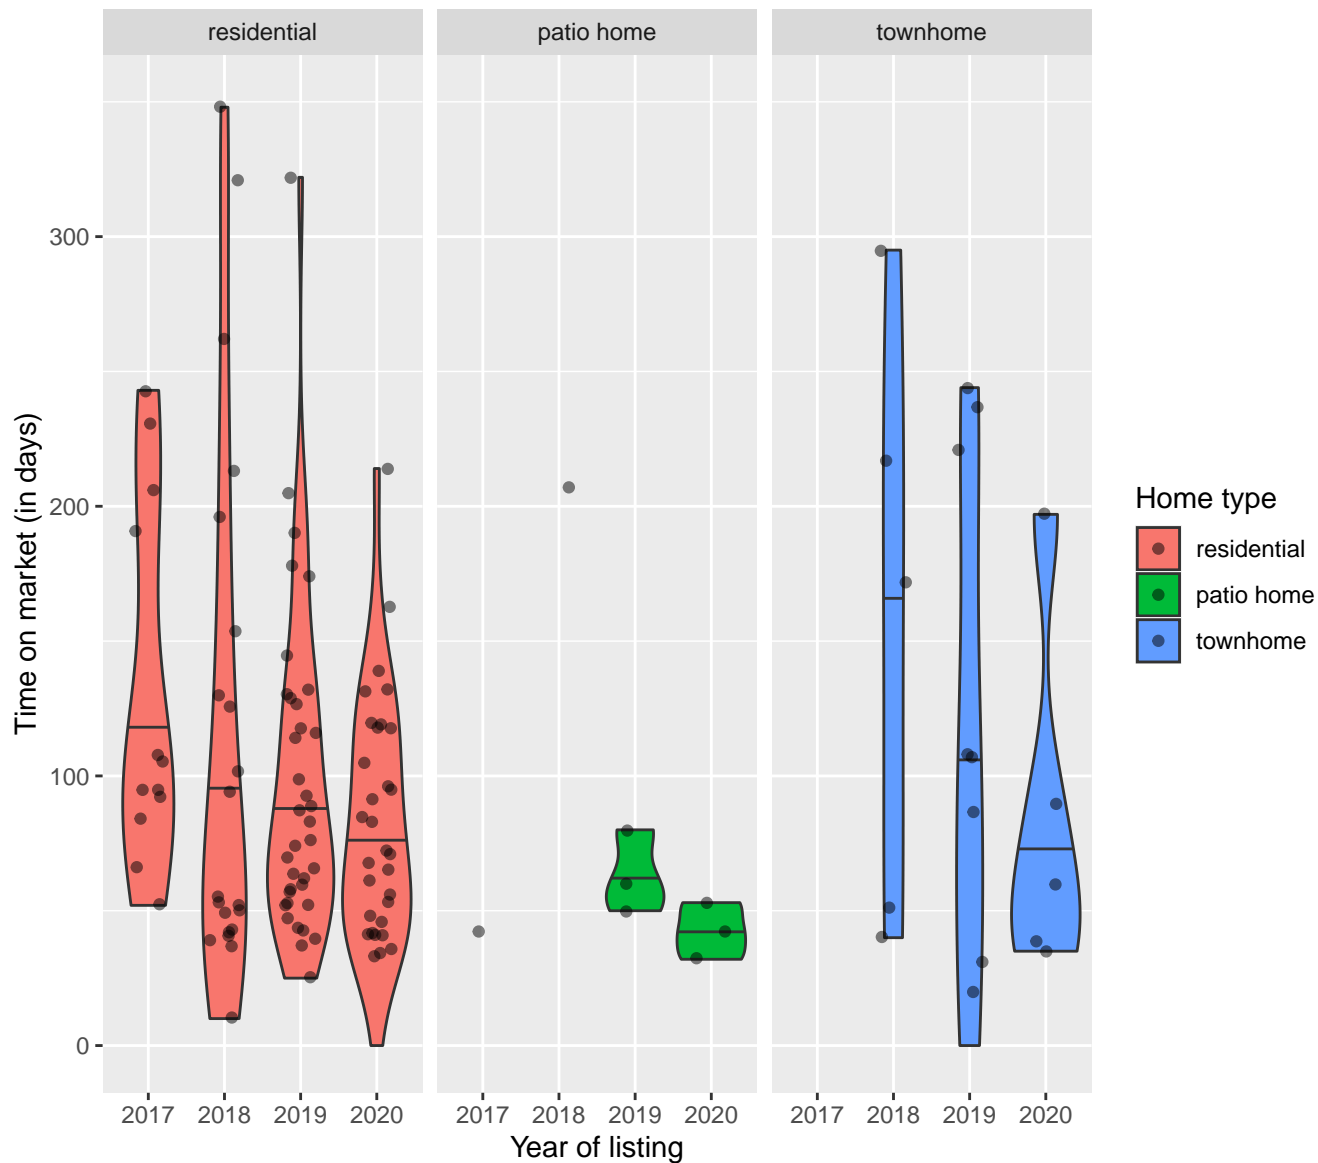 residential patio home townhome
Time on market (in days)
300
200
100
0
2017 2018 2019 2020 2017 2018 2019 2020 2017 2018 2019 2020
Year of listing
Home type
residential
patio home
townhome